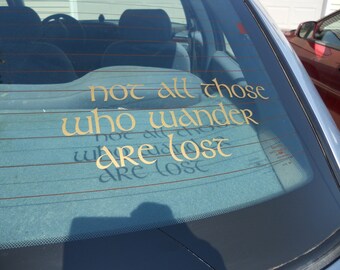 not all those
who wander
are lost